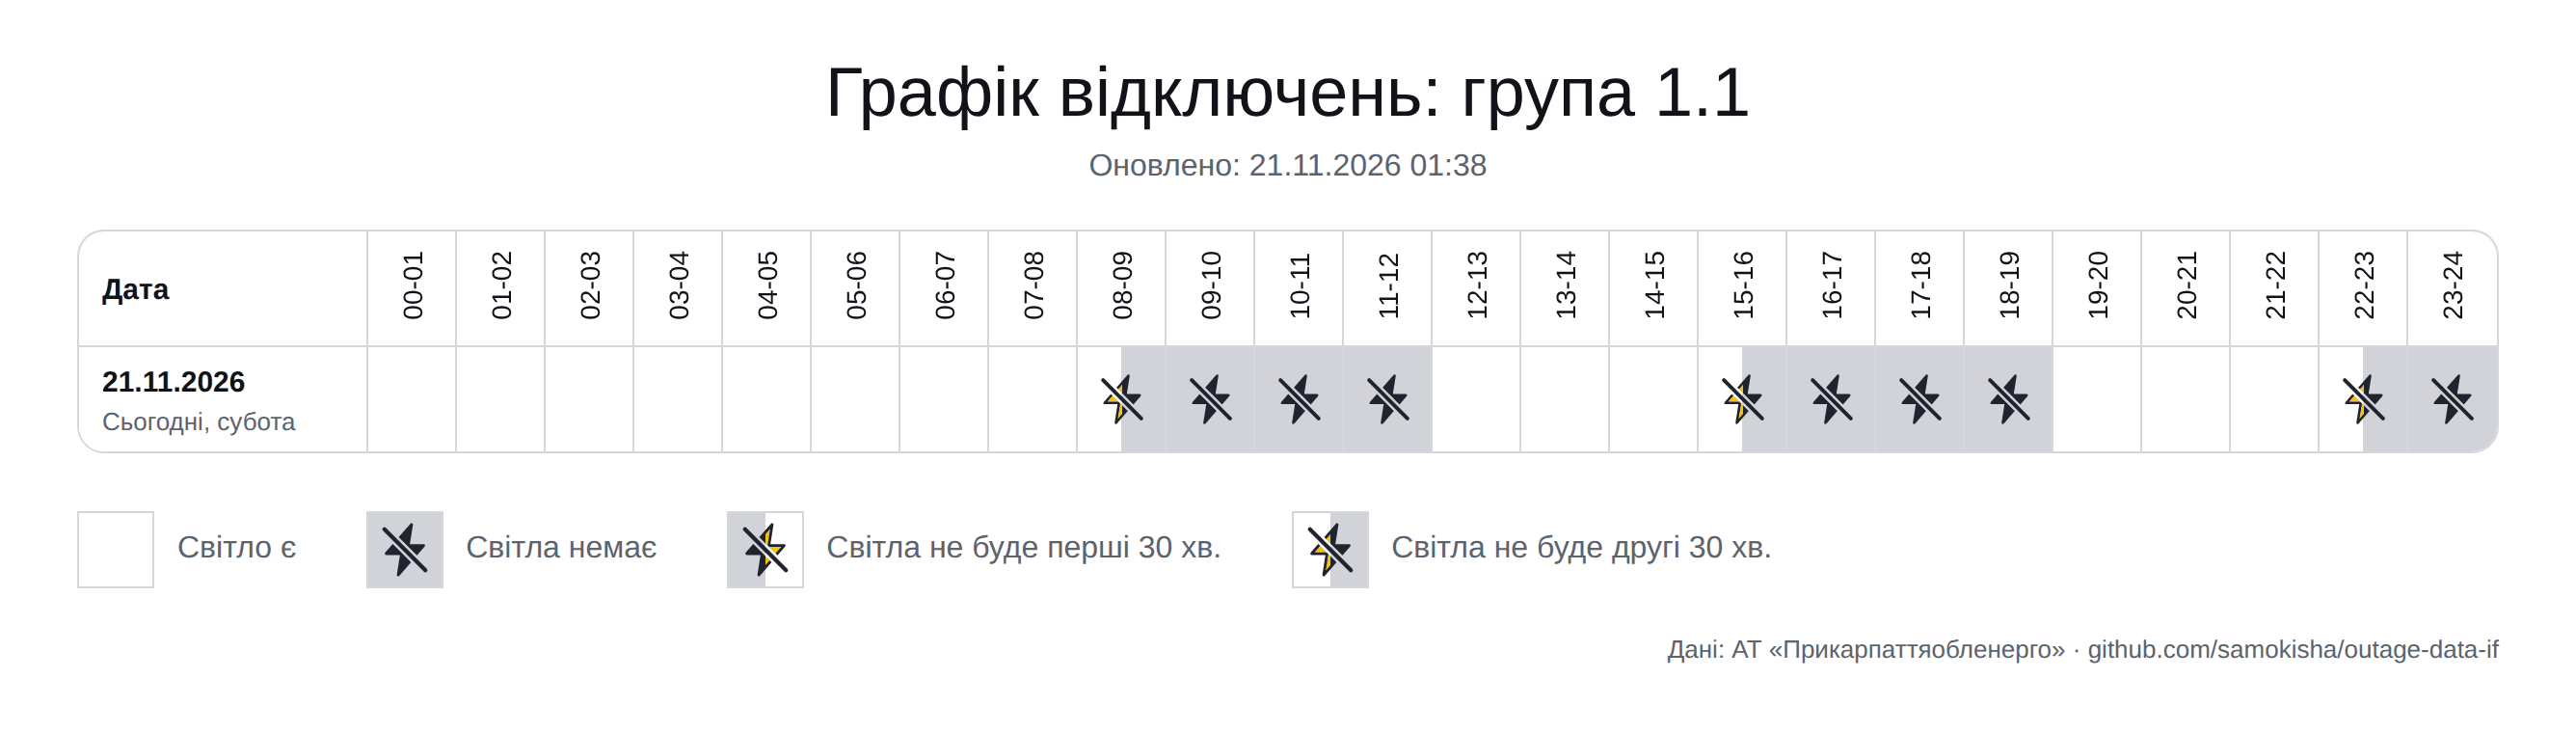 Графік відключень: група 1.1
Оновлено: 21.11.2026 01:38
Дата 00-01 01-02 02-03 03-04 04-05 05-06 06-07 07-08 08-09 09-10 10-11 11-12 12-13 13-14 14-15 15-16 16-17 17-18 18-19 19-20 20-21 21-22 22-23 23-24
21.11.2026
Сьогодні, субота
Світло є Світла немає Світла не буде перші 30 хв. Світла не буде другі 30 хв.
Дані: АТ «Прикарпаттяобленерго» · github.com/samokisha/outage-data-if